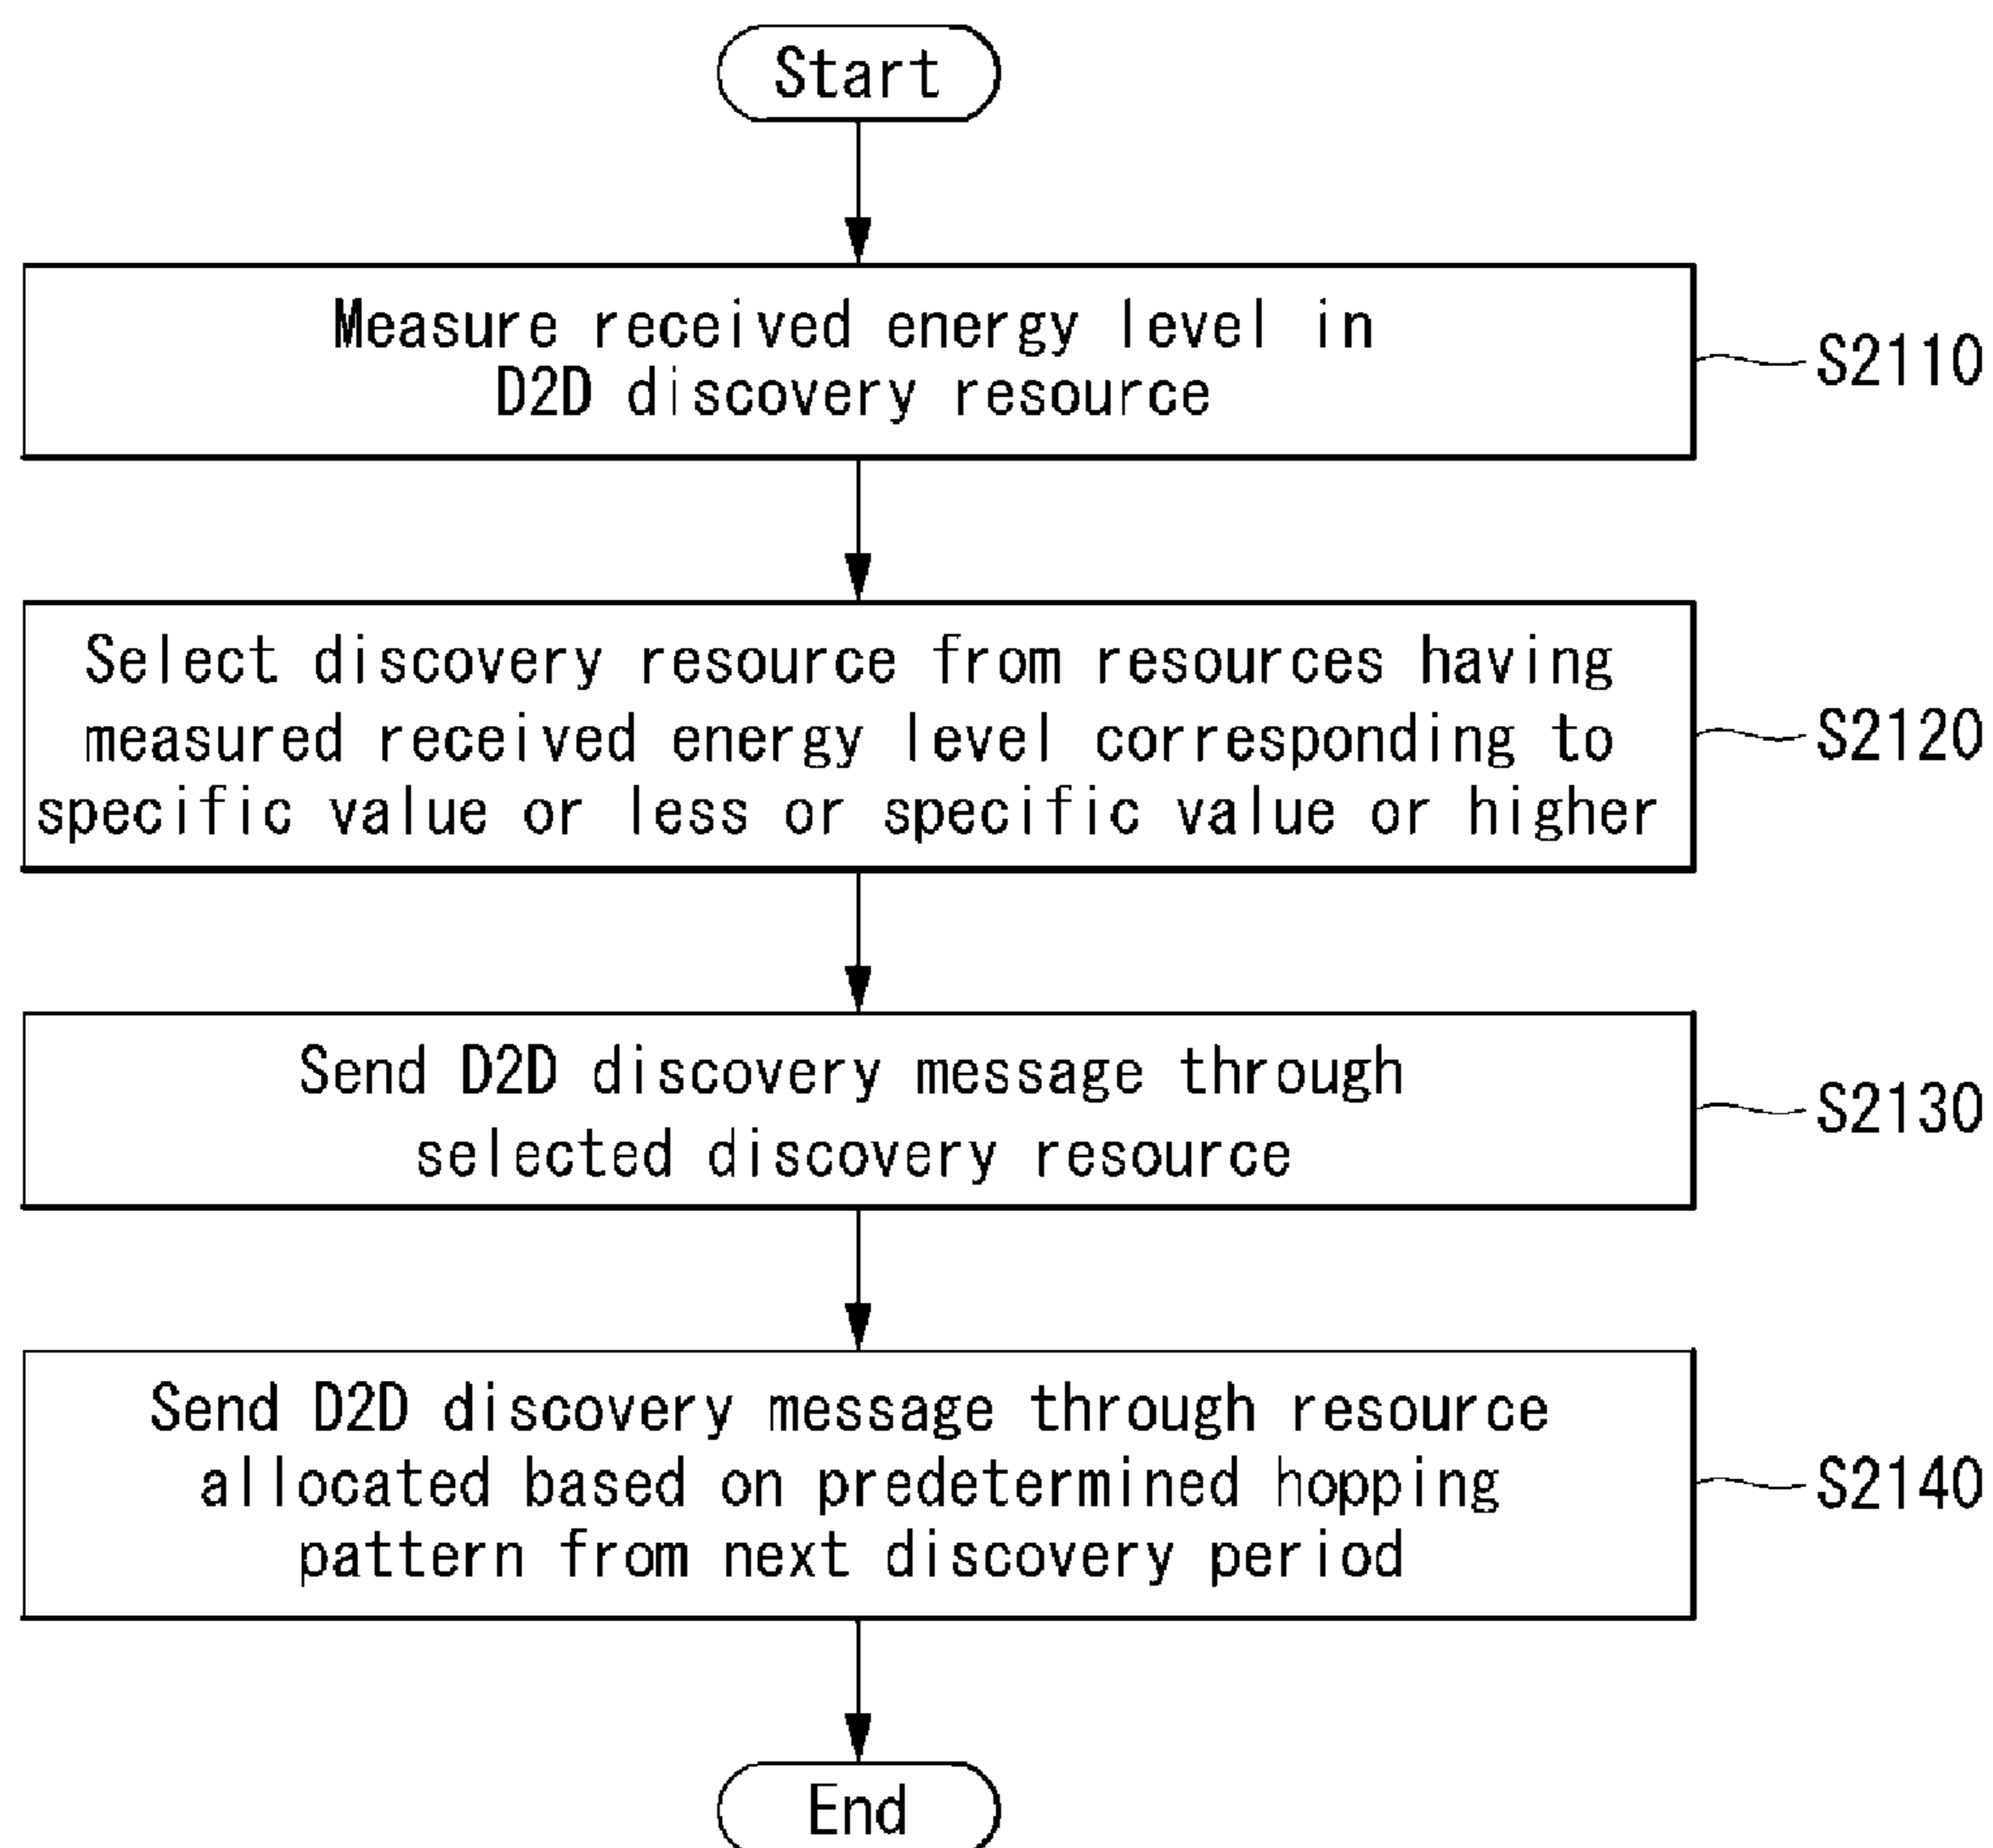 Start
Measure received energy level in
D2D discovery resource
S2110
Select discovery resource from resources having
measured received energy level corresponding to
specific value or less or specific value or higher
S2120
Send D2D discovery message through
selected discovery resource
S2130
Send D2D discovery message through resource
allocated based on predetermined hopping
pattern from next discovery period
S2140
End